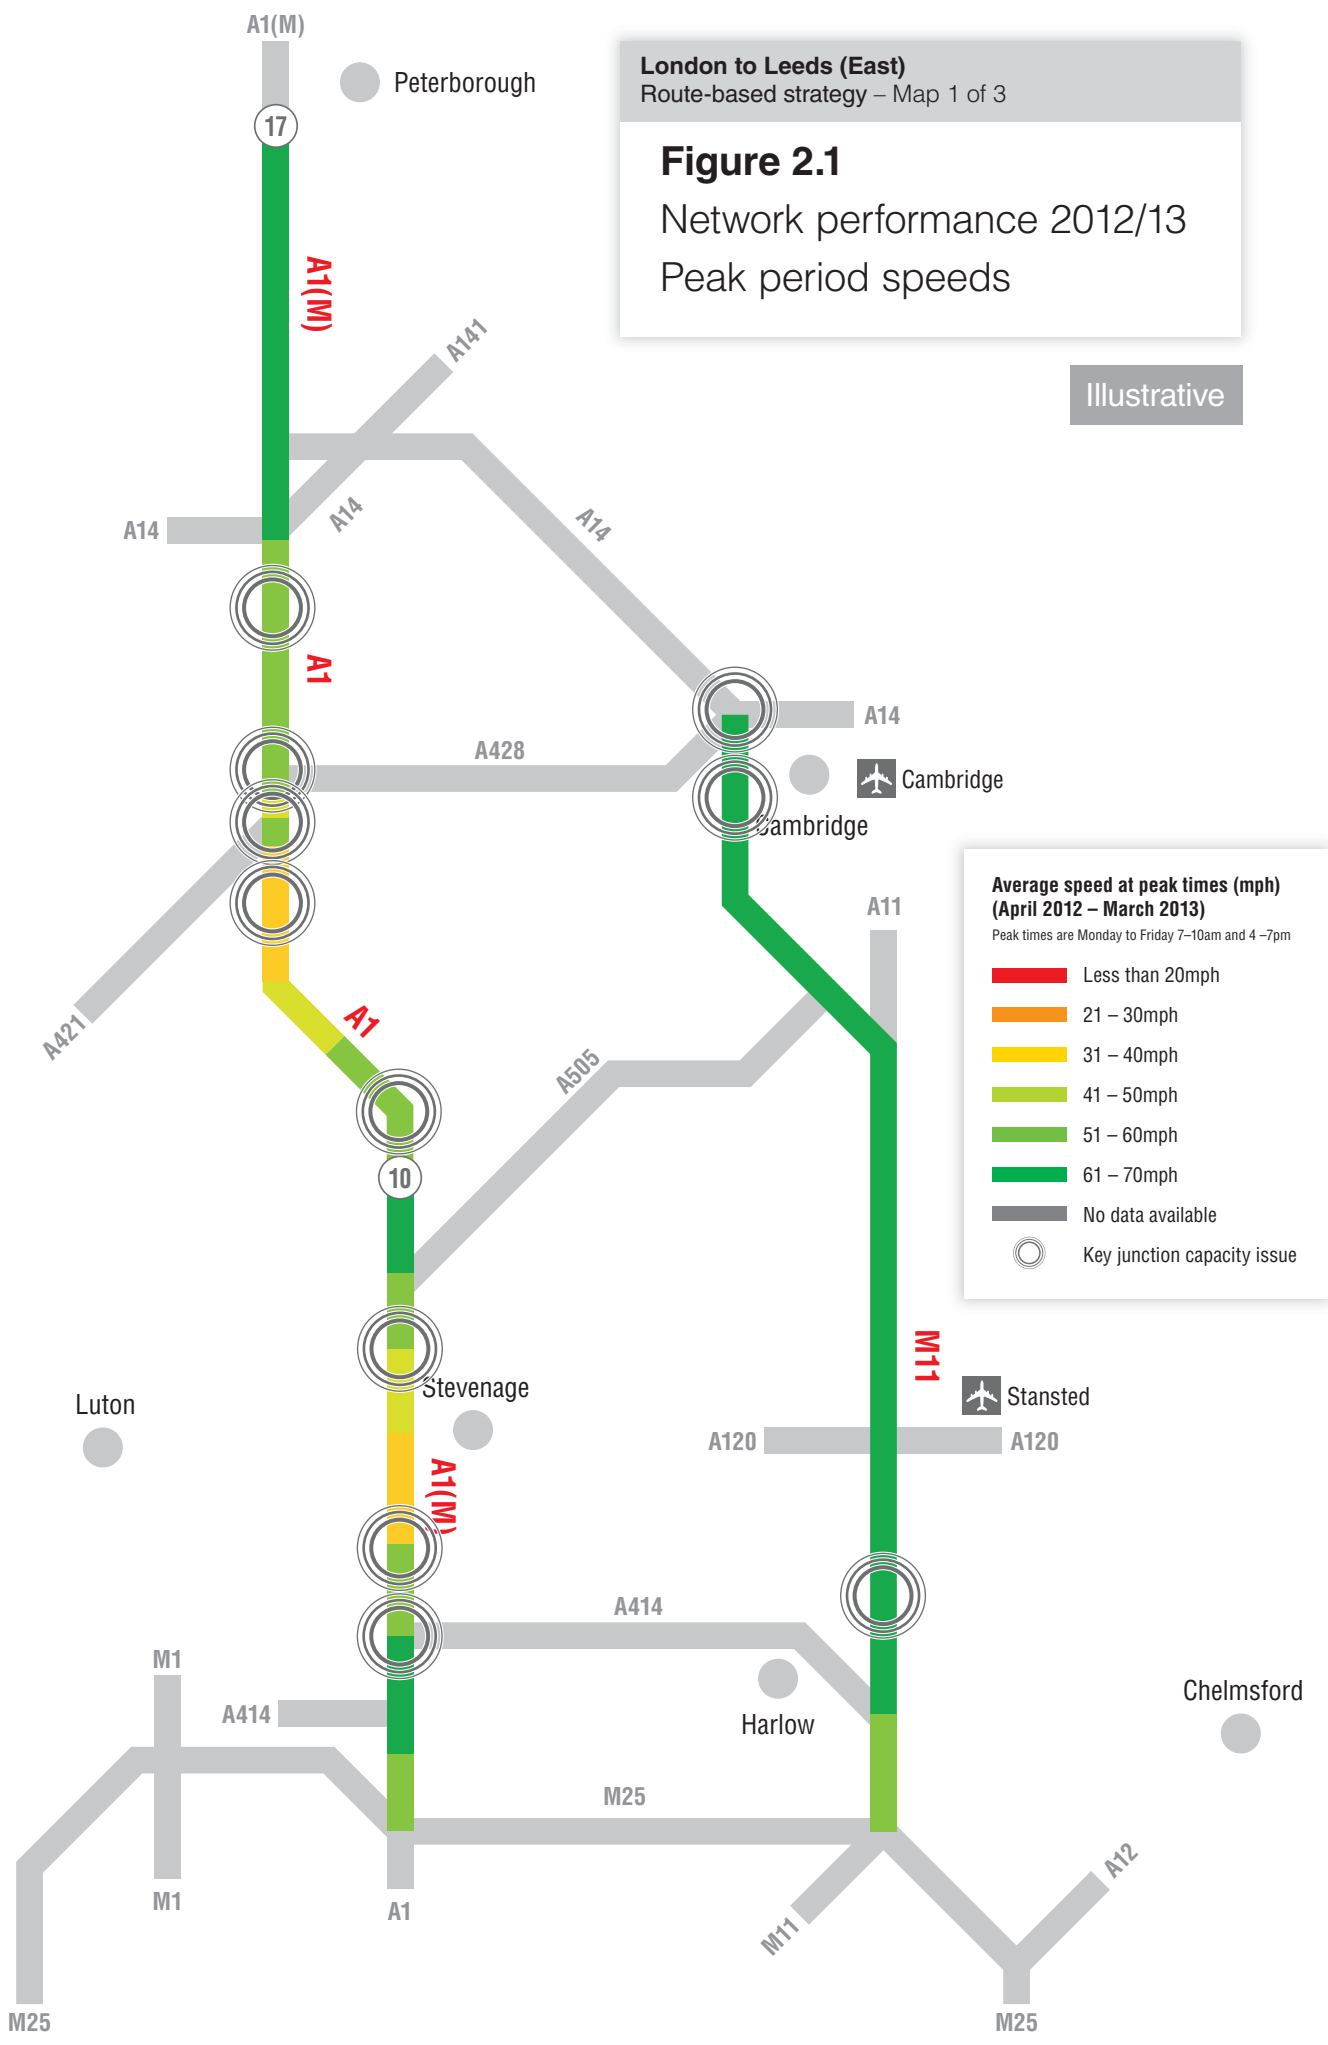 A1(M)
Peterborough
17
London to Leeds (East)
Route-based strategy – Map 1 of 3
Figure 2.1
Network performance 2012/13
Peak period speeds
Illustrative
A1(M)
A141
A14
A14
A14
A1
A14
A428
Cambridge
Cambridge
A11
A421
A1
A505
10
Average speed at peak times (mph)
(April 2012 – March 2013)
Peak times are Monday to Friday 7–10am and 4 –7pm
Less than 20mph
21 – 30mph
31 – 40mph
41 – 50mph
51 – 60mph
61 – 70mph
No data available
Key junction capacity issue
M11
Stansted
Stevenage
Luton
A120
A120
A1(M)
A414
M1
A414
Harlow
Chelmsford
M25
M1
A1
M11
A12
M25
M25